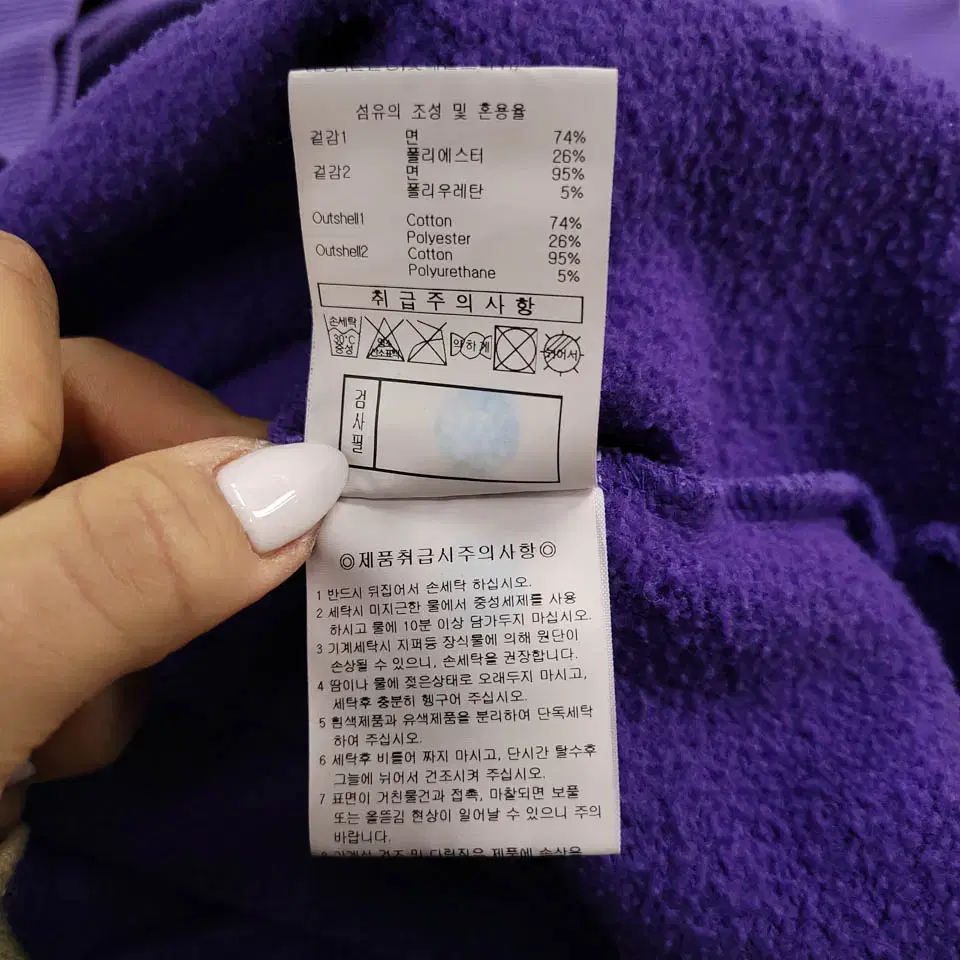 섬유의 조성 및 혼용율
겉감1 면 74%
폴리에스터 26%
겉감2 면 95%
폴리우레탄 5%
Outshell1 Cotton 74%
Polyester 26%
Outshell2 Cotton 95%
Polyurethane 5%
취급주의사항
손세탁 30°C 중성 염소표백 약하게 뉘어서
검사필
◎제품취급시주의사항◎
1 반드시 뒤집어서 손세탁 하십시오.
2 세탁시 미지근한 물에서 중성세제를 사용
하시고 물에 10분 이상 담가두지 마십시오.
3 기계세탁시 지퍼등 장식물에 의해 원단이
손상될 수 있으니, 손세탁을 권장합니다.
4 땀이나 물에 젖은상태로 오래두지 마시고,
세탁후 충분히 헹구어 주십시오.
5 흰색제품과 유색제품을 분리하여 단독세탁
하여 주십시오.
6 세탁후 비틀어 짜지 마시고, 단시간 탈수후
그늘에 뉘어서 건조시켜 주십시오.
7 표면이 거친물건과 접촉, 마찰되면 보풀
또는 올뜯김 현상이 일어날 수 있으니 주의
바랍니다.